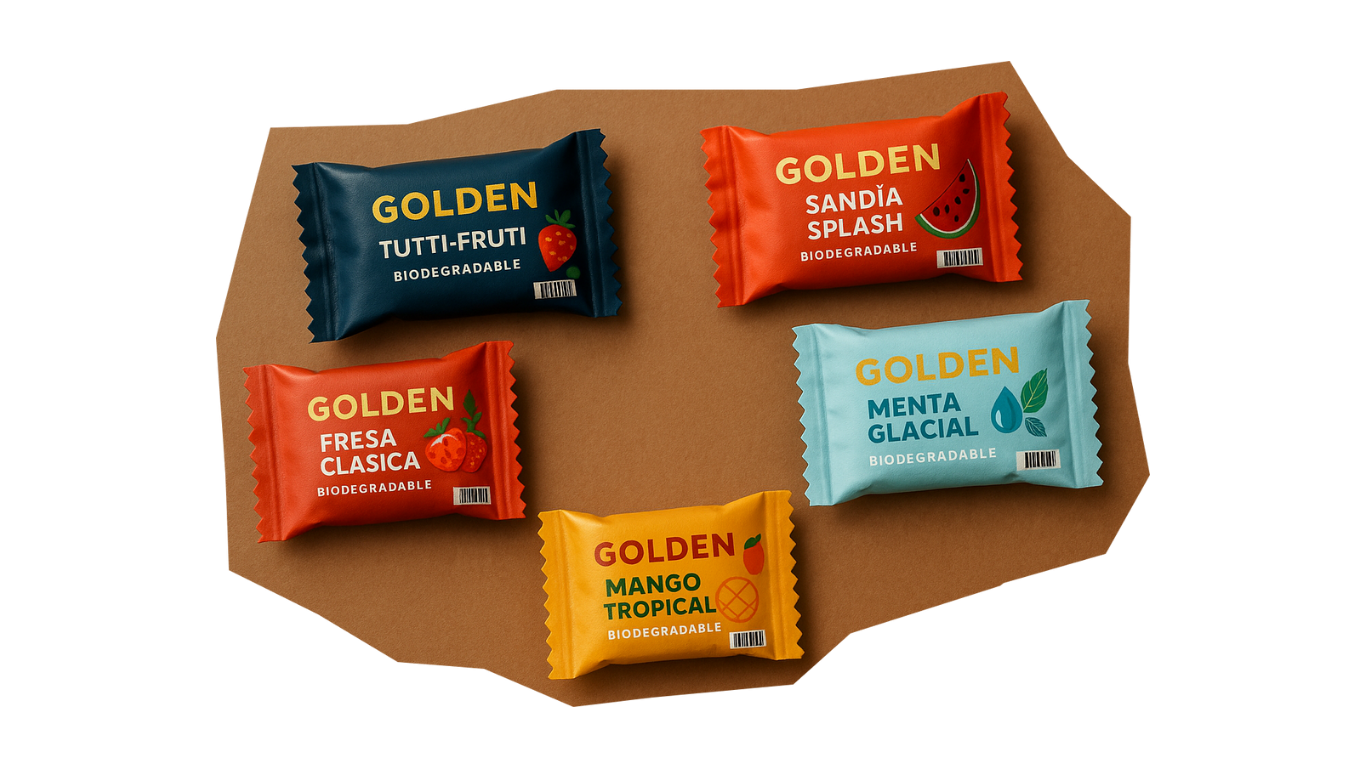 GOLDEN
TUTTI-FRUTI
BIODEGRADABLE
GOLDEN
SANDǏA
SPLASH
BIODEGRADABLE
GOLDEN
FRESA
CLASICA
BIODEGRADABLE
GOLDEN
MENTA
GLACIAL
BIODEGRADABLE
GOLDEN
MANGO
TROPICAL
BIODEGRADABLE